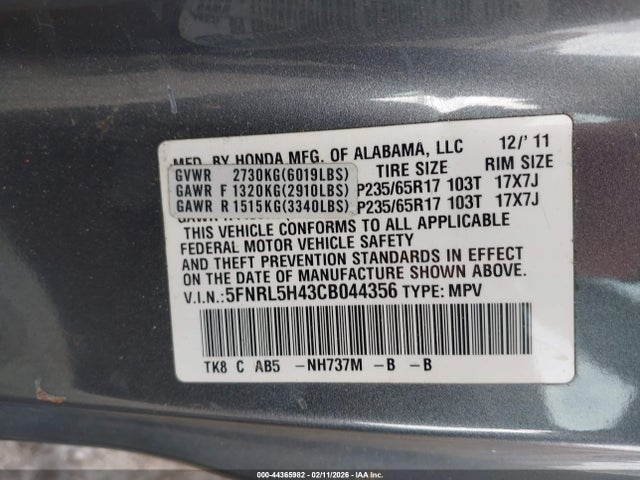 MFD. BY HONDA MFG. OF ALABAMA, LLC 12/'11
TIRE SIZE RIM SIZE
GVWR 2730KG(6019LBS)
GAWR F 1320KG(2910LBS) P235/65R17 103T 17X7J
GAWR R 1515KG(3340LBS) P235/65R17 103T 17X7J
THIS VEHICLE CONFORMS TO ALL APPLICABLE
FEDERAL MOTOR VEHICLE SAFETY
AND THEFT PREVENTION STANDARDS IN EFFECT
ON THE DATE OF MANUFACTURE SHOWN ABOVE.
V.I.N.: 5FNRL5H43CB044356 TYPE: MPV
TK8 C AB5 -NH737M -B -B
000-44365982 - 02/11/2026 - IAAI.COM